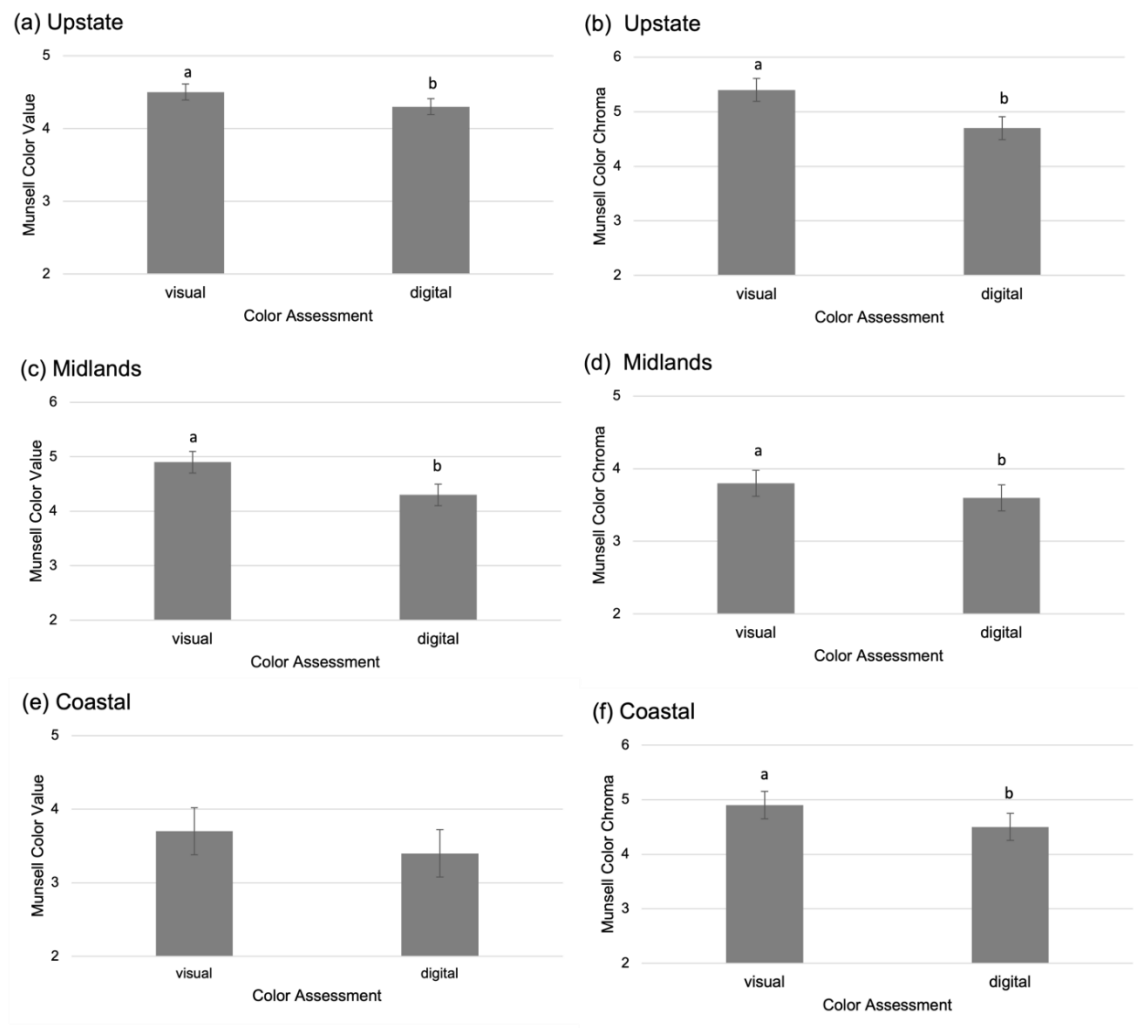 (a) Upstate
5
4
3
2
Munsell Color Value
a
b
visual
digital
Color Assessment
(b) Upstate
6
5
4
3
2
Munsell Color Chroma
a
b
visual
digital
Color Assessment
(c) Midlands
6
5
4
3
2
Munsell Color Value
a
b
visual
digital
Color Assessment
(d) Midlands
5
4
3
2
Munsell Color Chroma
a
b
visual
digital
Color Assessment
(e) Coastal
5
4
3
2
Munsell Color Value
visual
digital
Color Assessment
(f) Coastal
6
5
4
3
2
Munsell Color Chroma
a
b
visual
digital
Color Assessment